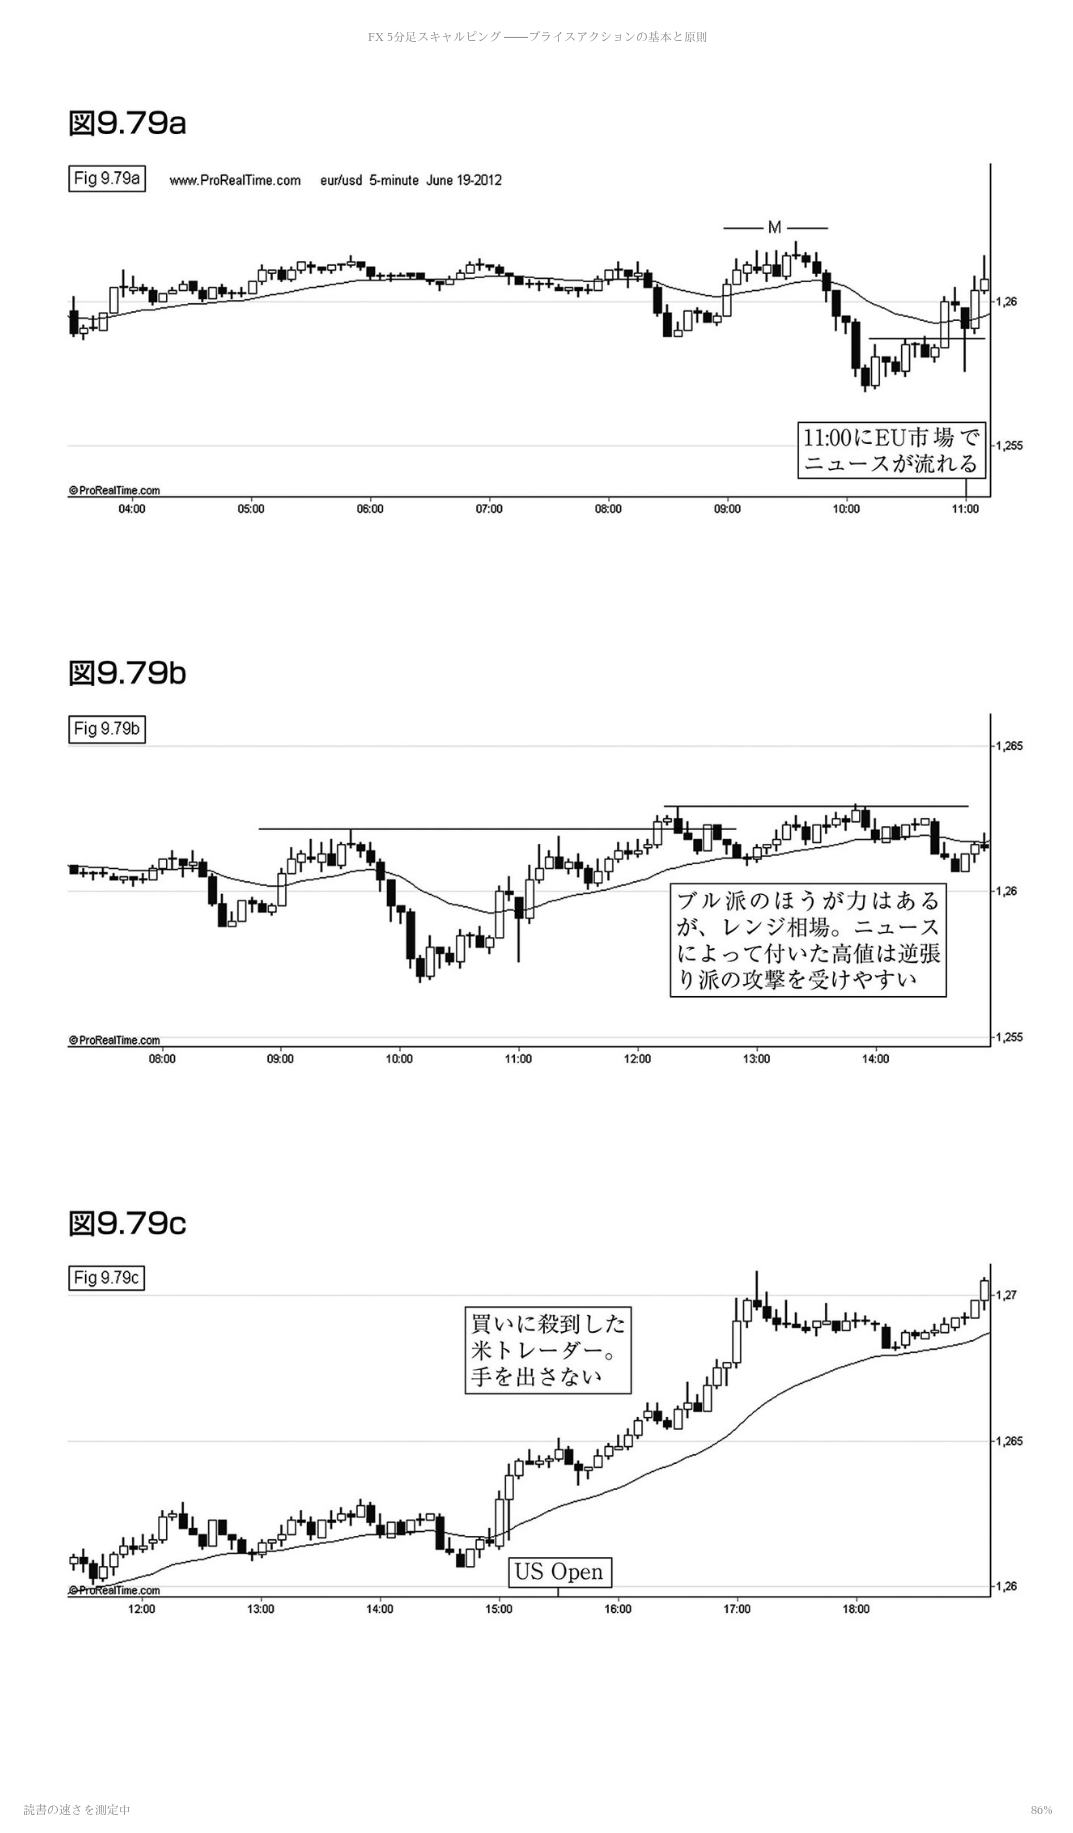 FX 5分足スキャルピング ──プライスアクションの基本と原則
図9.79a
Fig 9.79a www.ProRealTime.com eur/usd 5-minute June 19-2012
M
1,26
11:00にEU市場で
ニュースが流れる
1,255
©ProRealTime.com
04:00 05:00 06:00 07:00 08:00 09:00 10:00 11:00
図9.79b
Fig 9.79b
1,265
1,26
ブル派のほうが力はある
が、レンジ相場。ニュース
によって付いた高値は逆張
り派の攻撃を受けやすい
©ProRealTime.com
1,255
08:00 09:00 10:00 11:00 12:00 13:00 14:00
図9.79c
Fig 9.79c
1,27
買いに殺到した
米トレーダー。
手を出さない
1,265
US Open
©ProRealTime.com
1,26
12:00 13:00 14:00 15:00 16:00 17:00 18:00
読書の速さを測定中 86%